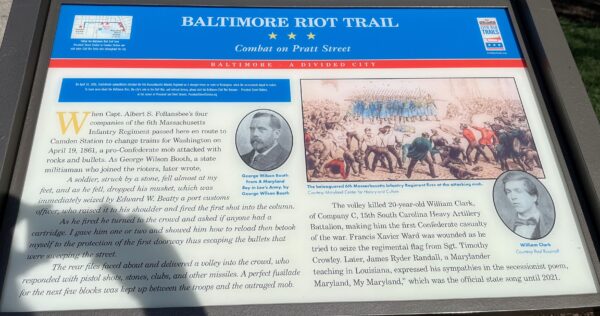 BALTIMORE RIOT TRAIL
Combat on Pratt Street
CIVIL WAR
TRAILS
BALTIMORE - A DIVIDED CITY
When Capt. Albert S. Follansbee's four
companies of the 6th Massachusetts
Infantry Regiment passed here en route to
Camden Station to change trains for Washington on
April 19, 1861, a pro-Confederate mob attacked with
rocks and bullets. As George Wilson Booth, a state
militiaman who joined the rioters, later wrote,
A soldier, struck by a stone, fell almost at my
feet, and as he fell, dropped his musket, which was
immediately seized by Edward W. Beatty a port customs
officer, who raised it to his shoulder and fired the first shot into the column.
As he fired he turned to the crowd and asked if anyone had a
cartridge. I gave him one or two and showed him how to reload then betook
myself to the protection of the first doorway thus escaping the bullets that
were sweeping the street.
The rear files faced about and delivered a volley into the crowd, who
responded with pistol shots, stones, clubs, and other missiles. A perfect fusillade
for the next few blocks was kept up between the troops and the outraged mob.
George Wilson Booth
From A Maryland
Boy in Lee's Army, by
George Wilson Booth
The beleaguered 6th Massachusetts Infantry Regiment fires at the attacking mob.
Courtesy Maryland Center for History and Culture
The volley killed 20-year-old William Clark,
of Company C, 15th South Carolina Heavy Artillery
Battalion, making him the first Confederate casualty
of the war. Francis Xavier Ward was wounded as he
tried to seize the regimental flag from Sgt. Timothy
Crowley. Later, James Ryder Randall, a Marylander
teaching in Louisiana, expressed his sympathies in the secessionist poem,
Maryland, My Maryland," which was the official state song until 2021.
William Clark